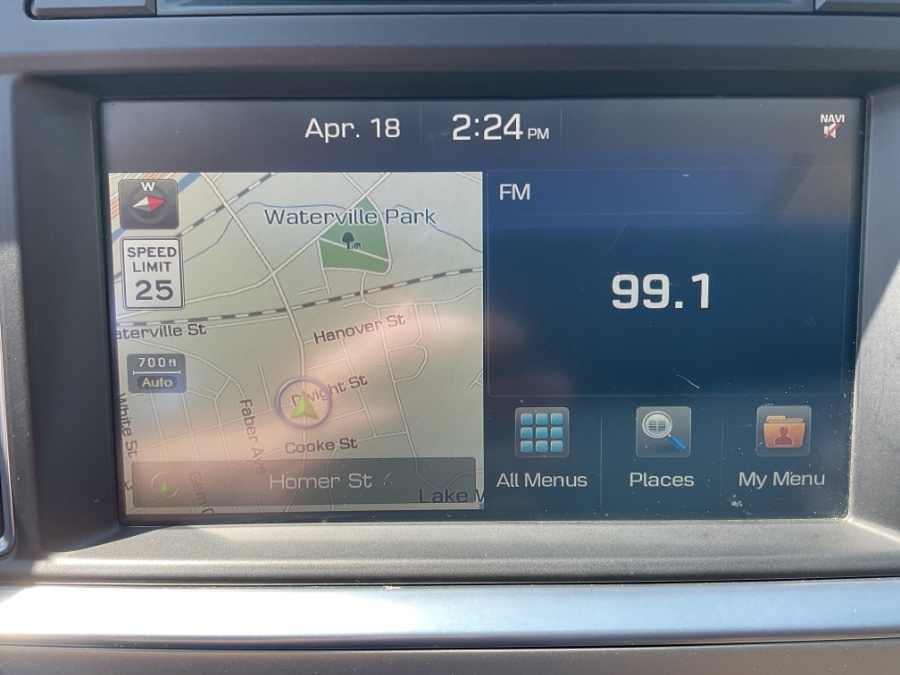 Apr. 18
2:24 PM
NAVI
W
Waterville Park
FM
SPEED
LIMIT
25
99.1
aterville St
Hanover St
700ft
Auto
Dwight St
White St
Faber Ave
Cooke St
Homer St
Lake
All Menus
Places
My Menu